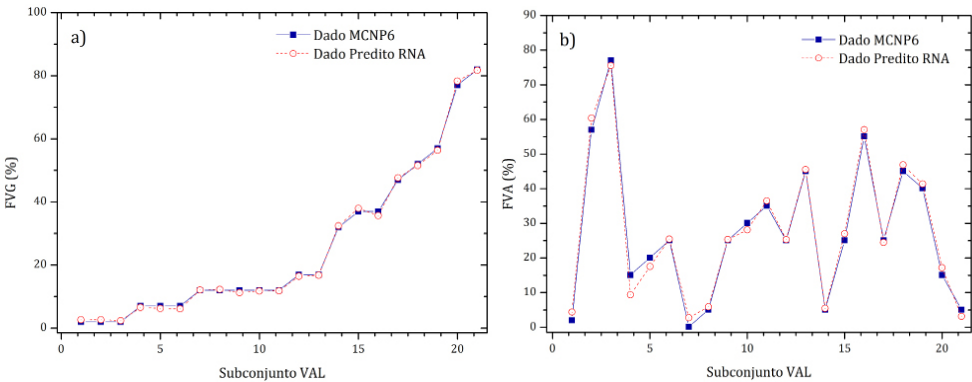 a)
Dado MCNP6
Dado Predito RNA
FVG (%)
100
80
60
40
20
0
0 5 10 15 20
Subconjunto VAL
b)
Dado MCNP6
Dado Predito RNA
FVA (%)
90
80
70
60
50
40
30
20
10
0
0 5 10 15 20
Subconjunto VAL